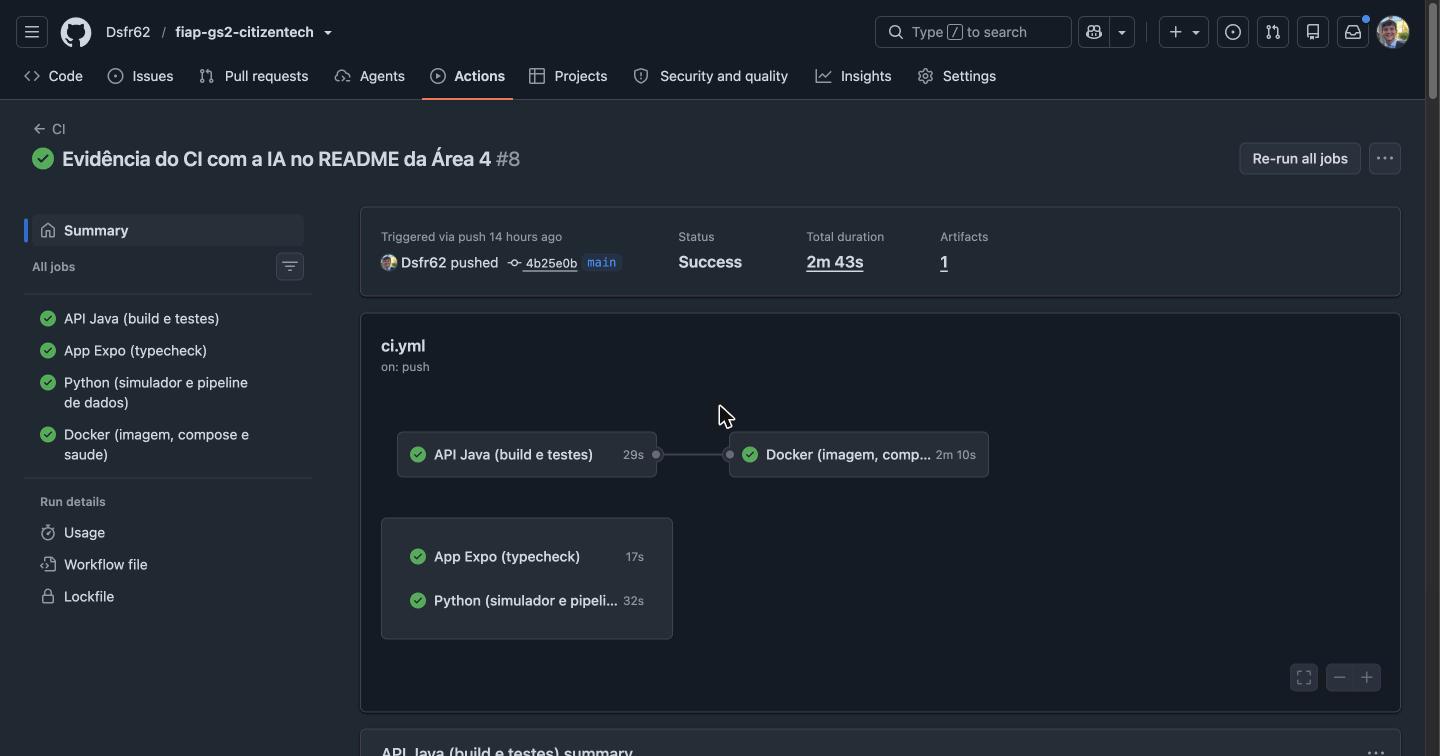 Dsfr62 / fiap-gs2-citizentech
Type / to search
Code
Issues
Pull requests
Agents
Actions
Projects
Security and quality
Insights
Settings
CI
Evidência do CI com a IA no README da Área 4 #8
Re-run all jobs
Summary
All jobs
API Java (build e testes)
App Expo (typecheck)
Python (simulador e pipeline
de dados)
Docker (imagem, compose e
saude)
Run details
Usage
Workflow file
Lockfile
Triggered via push 14 hours ago
Dsfr62 pushed 4b25e0b main
Status
Success
Total duration
2m 43s
Artifacts
1
ci.yml
on: push
API Java (build e testes) 29s
Docker (imagem, comp... 2m 10s
App Expo (typecheck) 17s
Python (simulador e pipeli... 32s
API Java (build e testes) summary